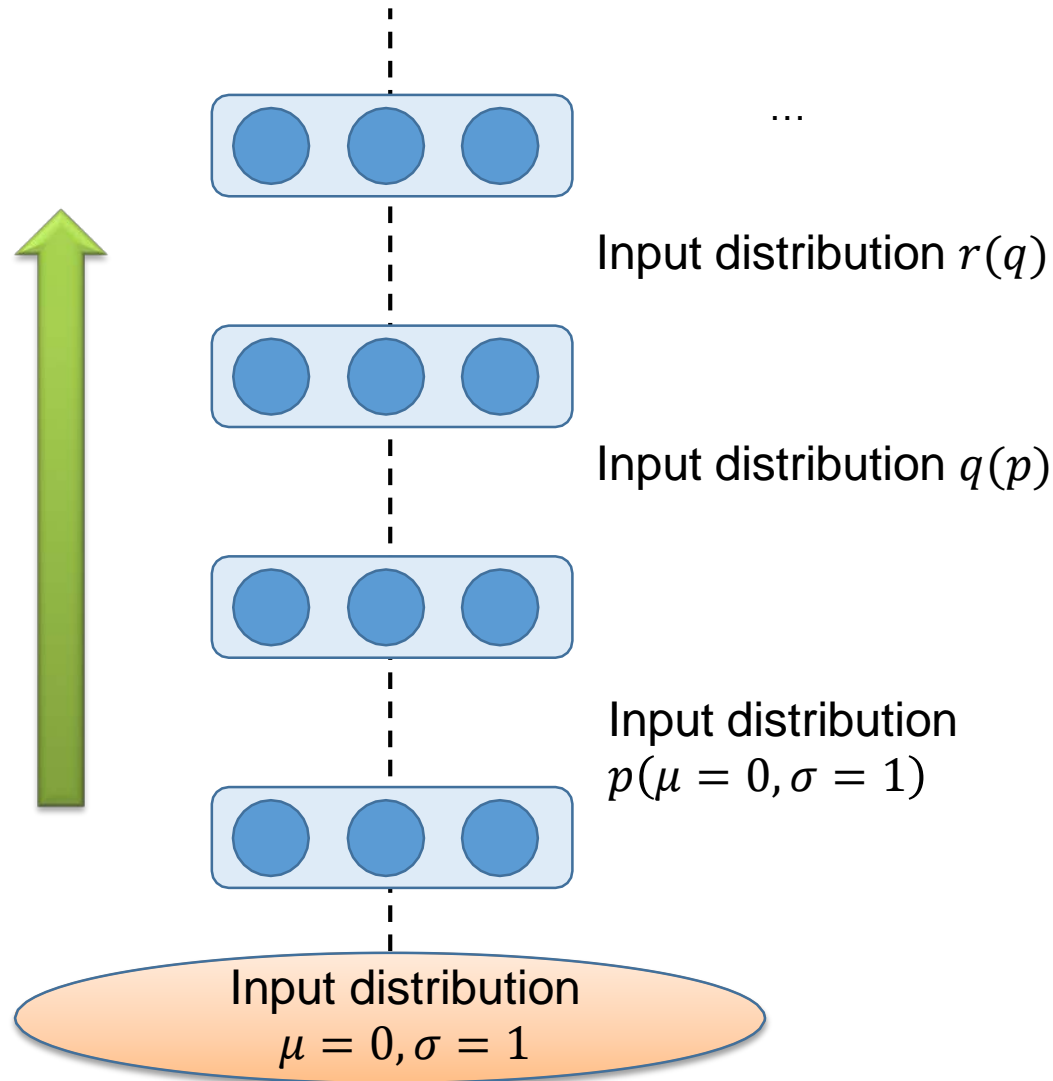 …
Input distribution r(q)
Input distribution q(p)
Input distribution
p(μ = 0, σ = 1)
Input distribution
μ = 0, σ = 1